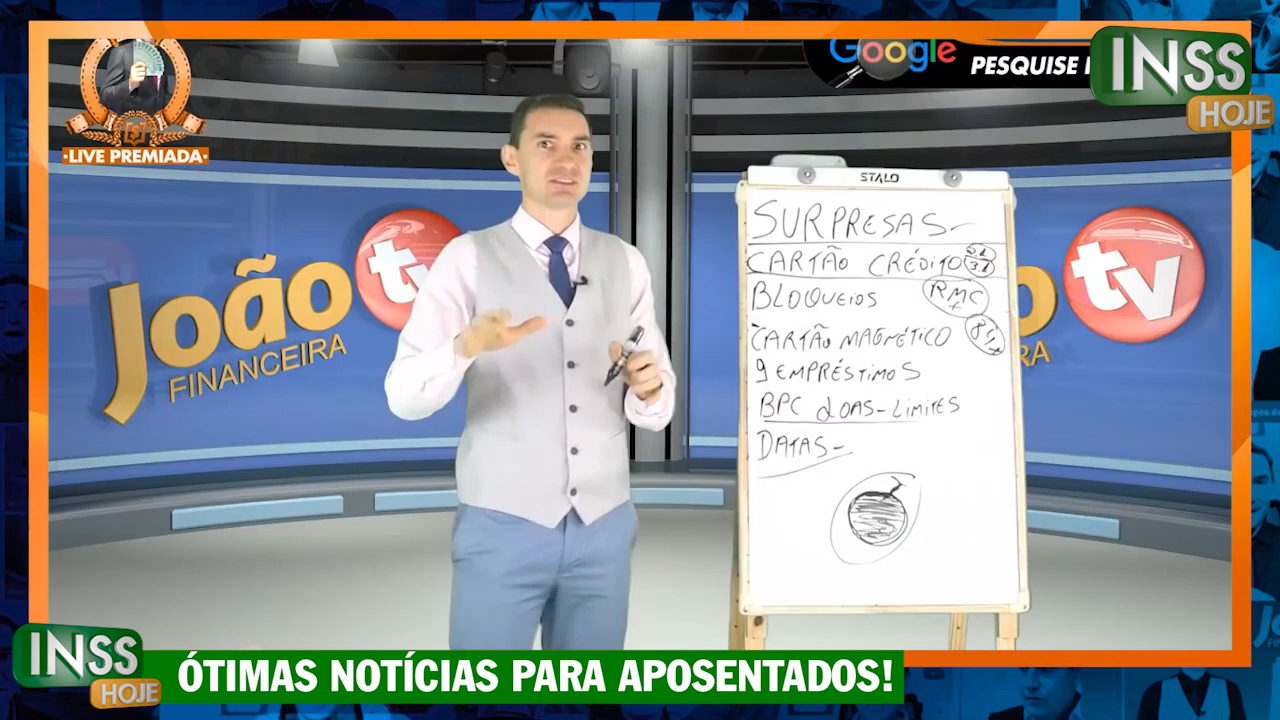 Google
PESQUISE
INSS
HOJE
•LIVE PREMIADA•
João
FINANCEIRA
tv
STALO
SURPRESAS-
CARTÃO CRÉDITO
BLOQUEIOS
RMC
CARTÃO MAGNÉTICO
9 EMPRÉSTIMOS
BPC LOAS-LIMITES
DATAS-
tv
INSS
HOJE
ÓTIMAS NOTÍCIAS PARA APOSENTADOS!